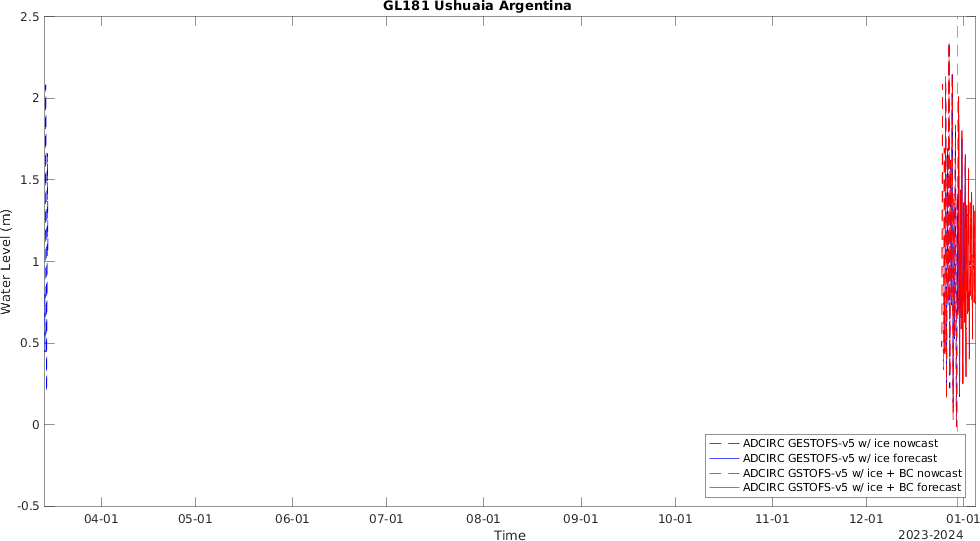 GL181 Ushuaia Argentina
2.5
2
1.5
1
0.5
0
-0.5
Water Level (m)
ADCIRC GESTOFS-v5 w/ ice nowcast
ADCIRC GESTOFS-v5 w/ ice forecast
ADCIRC GSTOFS-v5 w/ ice + BC nowcast
ADCIRC GSTOFS-v5 w/ ice + BC forecast
04-01 05-01 06-01 07-01 08-01 09-01 10-01 11-01 12-01 01-01
Time
2023-2024